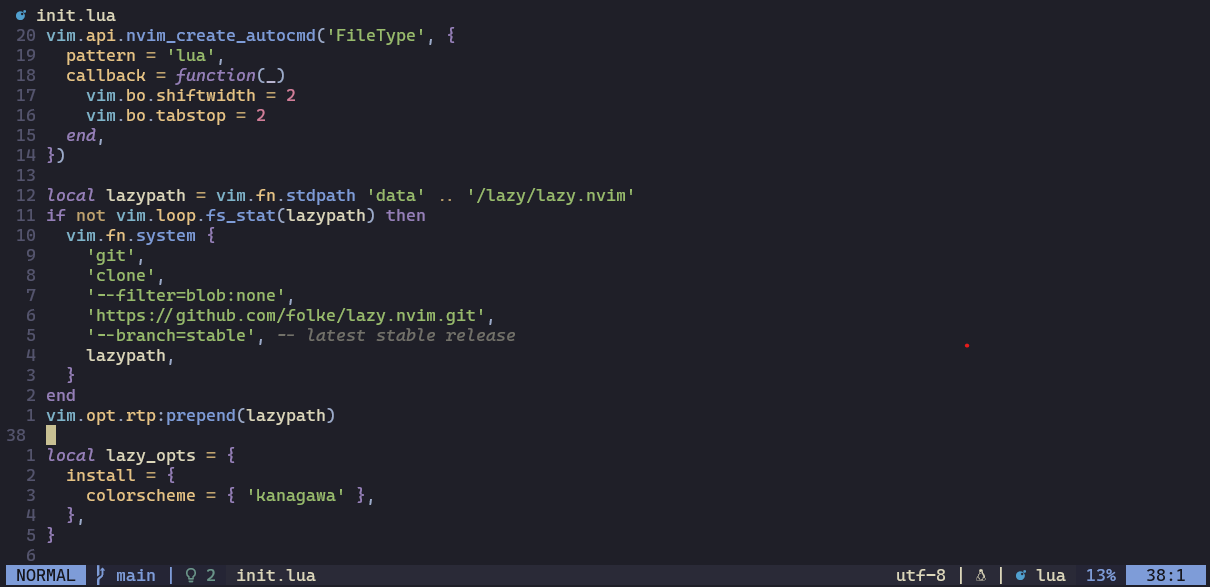 init.lua
20 vim.api.nvim_create_autocmd('FileType', {
19   pattern = 'lua',
18   callback = function(_)
17     vim.bo.shiftwidth = 2
16     vim.bo.tabstop = 2
15   end,
14 })
13
12 local lazypath = vim.fn.stdpath 'data' .. '/lazy/lazy.nvim'
11 if not vim.loop.fs_stat(lazypath) then
10   vim.fn.system {
9     'git',
8     'clone',
7     '--filter=blob:none',
6     'https://github.com/folke/lazy.nvim.git',
5     '--branch=stable', -- latest stable release
4     lazypath,
3   }
2 end
1 vim.opt.rtp:prepend(lazypath)
38
1 local lazy_opts = {
2   install = {
3     colorscheme = { 'kanagawa' },
4   },
5 }
6
NORMAL main | 2 init.lua utf-8 | | lua 13% 38:1